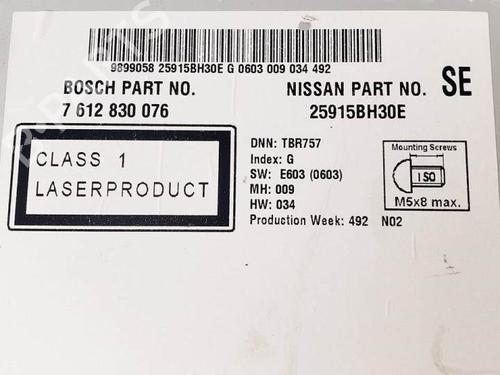 9899058 25915BH30E G 0603 009 034 492
BOSCH PART NO.
7 612 830 076
NISSAN PART NO.
25915BH30E
SE
CLASS 1
LASERPRODUCT
DNN: TBR757
Index: G
SW: E603 (0603)
MH: 009
HW: 034
Production Week: 492 N02
Mounting Screws
ISO
M5x8 max.